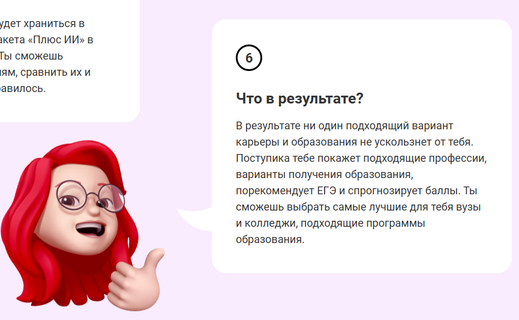 удет храниться в
акета «Плюс ИИ» в
Ты сможешь
ям, сравнить их и
равилось.
6
Что в результате?
В результате ни один подходящий вариант
карьеры и образования не ускользнет от тебя.
Поступика тебе покажет подходящие профессии,
варианты получения образования,
порекомендует ЕГЭ и спрогнозирует баллы. Ты
сможешь выбрать самые лучшие для тебя вузы
и колледжи, подходящие программы
образования.